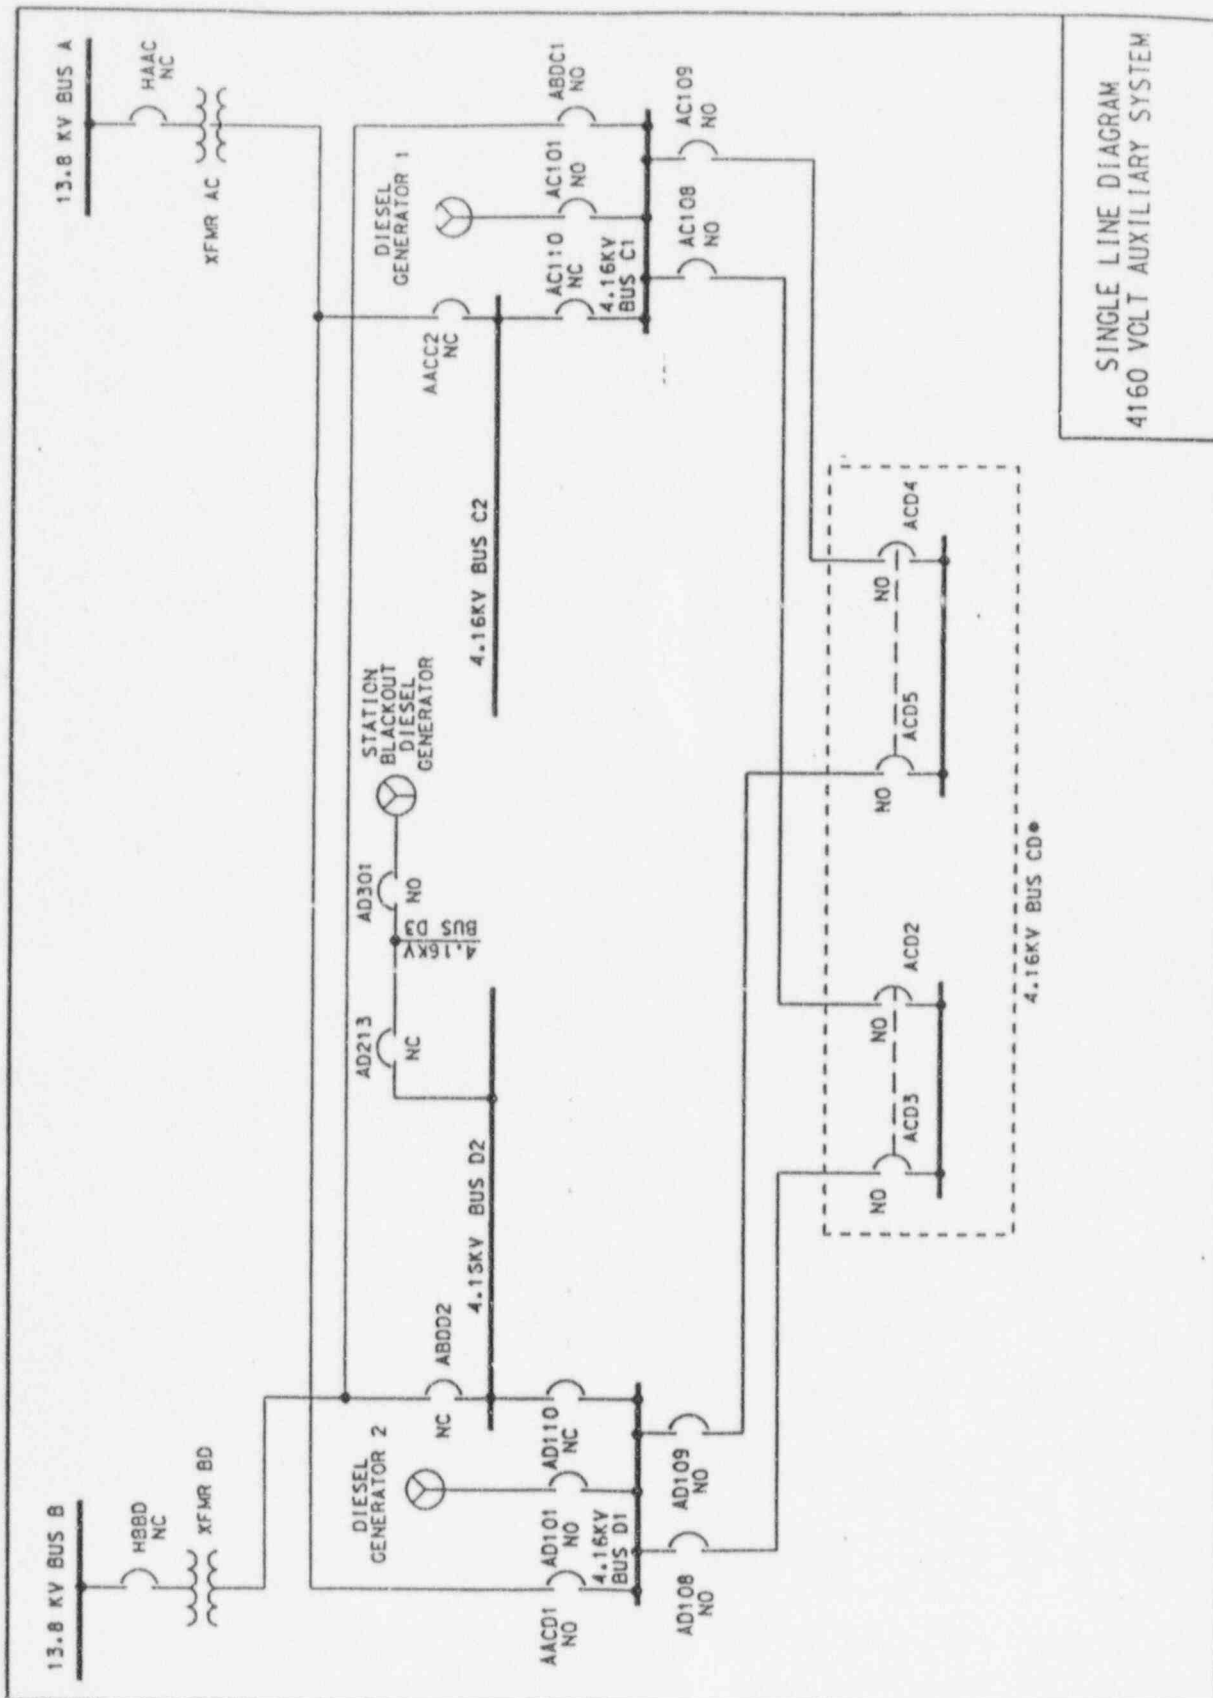 13.8 KV BUS B
HBBD
NC
XFMR BD
13.8 KV BUS A
HAAC
NC
XFMR AC
DIESEL
GENERATOR 2
NC
ABDD2
4.15KV BUS D2
AD213
NC
4.16KV
BUS D3
AD301
NO
STATION
BLACKOUT
DIESEL
GENERATOR
4.16KV BUS C2
AACC2
NC
DIESEL
GENERATOR 1
AACD1
NO
AD101
NO
AD110
NC
4.16KV
BUS D1
AD108
NO
AD109
NO
AC110
NC
AC101
NO
ABDC1
NO
4.16KV
BUS C1
AC108
NO
AC109
NO
NO
ACD3
NO
ACD2
NO
ACD5
NO
ACD4
4.16KV BUS CD●
SINGLE LINE DIAGRAM
4160 VOLT AUXILIARY SYSTEM